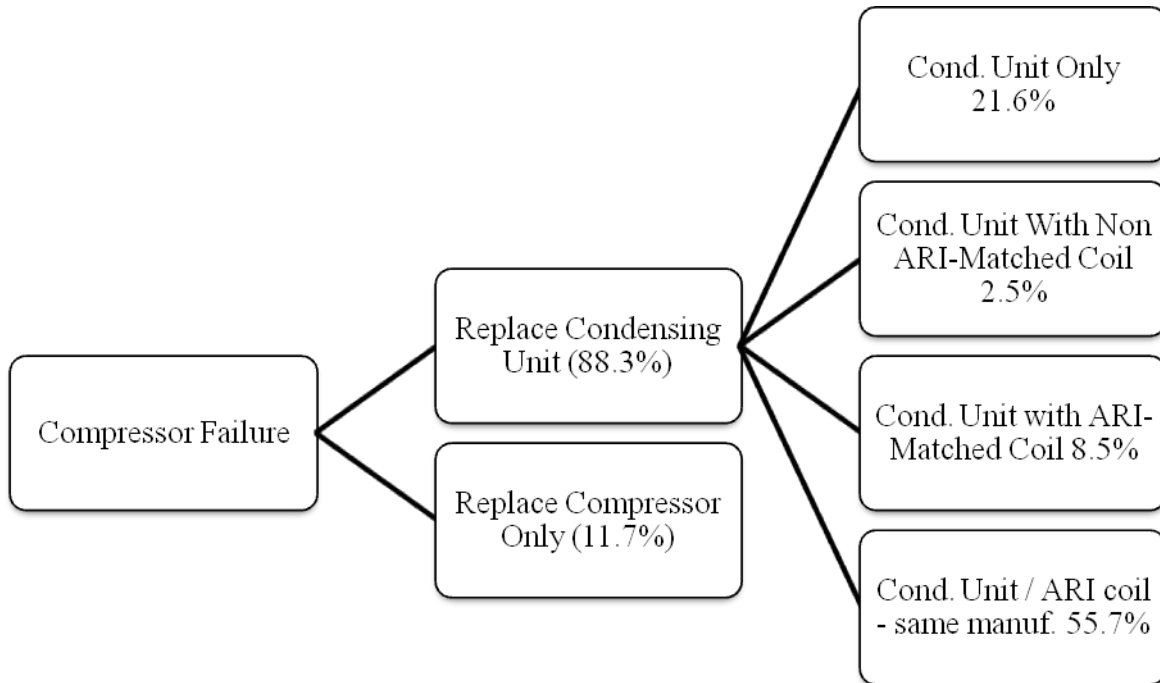 Compressor Failure
Replace Condensing
Unit (88.3%)
Replace Compressor
Only (11.7%)
Cond. Unit Only
21.6%
Cond. Unit With Non
ARI-Matched Coil
2.5%
Cond. Unit with ARI-
Matched Coil 8.5%
Cond. Unit / ARI coil
- same manuf. 55.7%